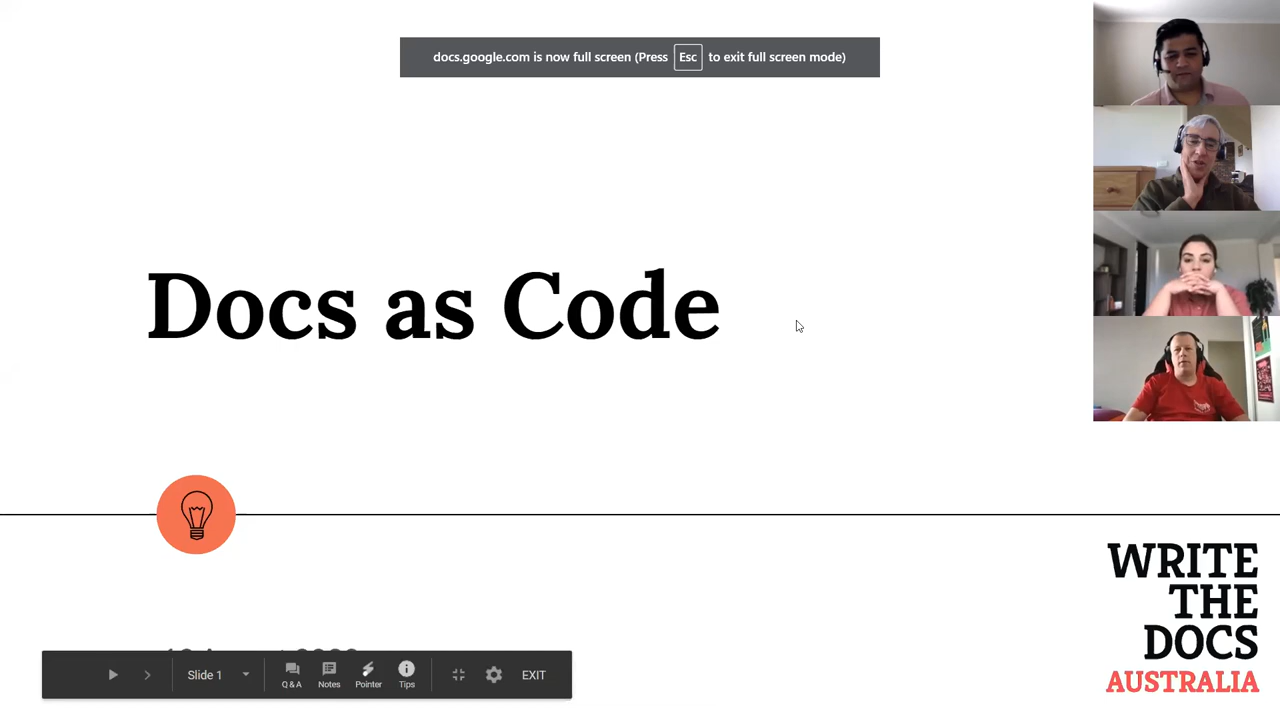 docs.google.com is now full screen (Press Esc to exit full screen mode)
Docs as Code
WRITE
THE
DOCS
AUSTRALIA
Slide 1
Q & A
Notes
Pointer
Tips
EXIT